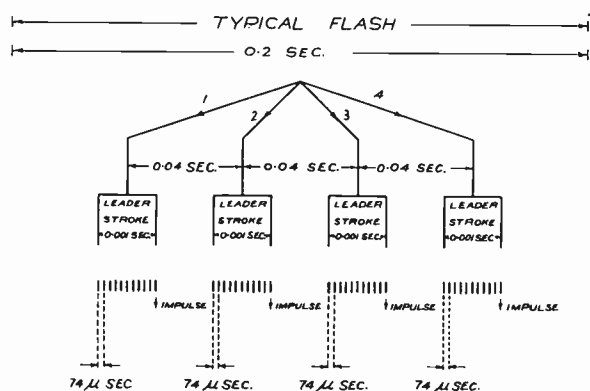 TYPICAL FLASH
0·2 SEC.
1 2 3 4
0·04 SEC. 0·04 SEC. 0·04 SEC.
LEADER LEADER LEADER LEADER
STROKE STROKE STROKE STROKE
0·001 SEC. 0·001 SEC. 0·001 SEC. 0·001 SEC.
IMPULSE IMPULSE IMPULSE IMPULSE
74 μ SEC 74 μ SEC. 74 μ SEC. 74 μ SEC.